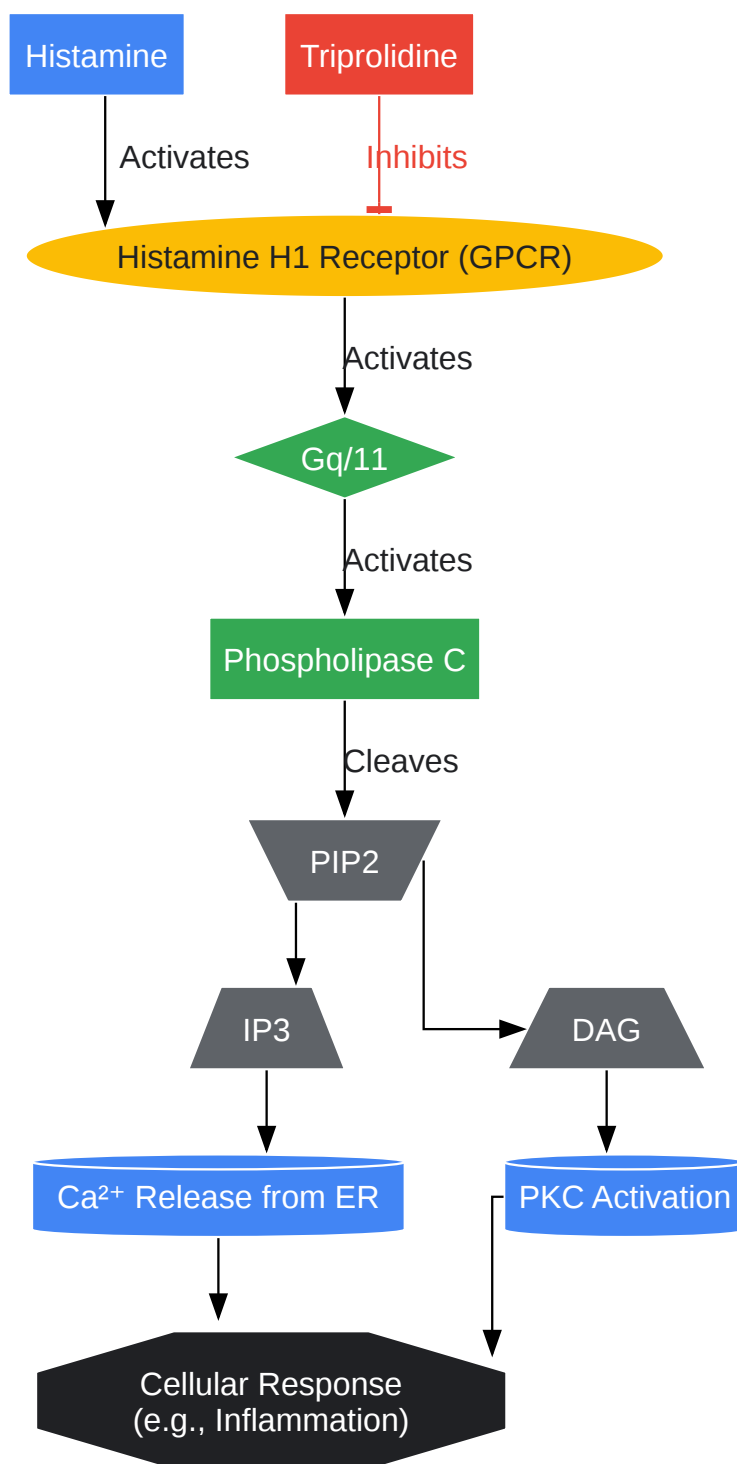 Histamine
Triprolidine
Activates
Inhibits
Histamine H1 Receptor (GPCR)
Activates
Gq/11
Activates
Phospholipase C
Cleaves
PIP2
IP3
DAG
Ca²⁺ Release from ER
PKC Activation
Cellular Response
(e.g., Inflammation)